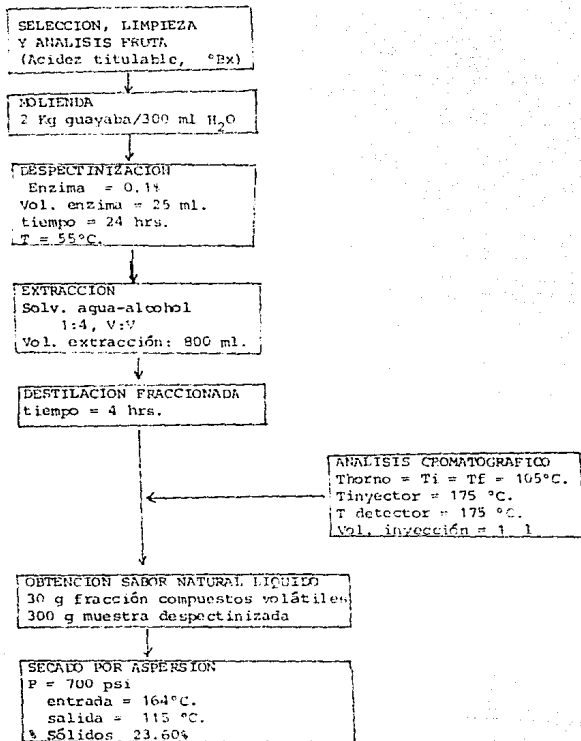 SELECCION, LIMPIEZA
Y ANALISIS FRUTA
(Acidez titulable, °Bx)
MOLIENDA
2 Kg guayaba/300 ml H2O
DESPECTINIZACION
Enzima = 0.1%
Vol. enzima = 25 ml.
tiempo = 24 hrs.
T = 55°C.
EXTRACCION
Solv. agua-alcohol
1:4, V:V
Vol. extracción: 800 ml.
DESTILACION FRACCIONADA
tiempo = 4 hrs.
ANALISIS CROMATOGRAFICO
Thorno = Ti = Tf = 105°C.
Tinyector = 175 °C.
T detector = 175 °C.
Vol. inyección = 1 l
OBTENCION SABOR NATURAL LIQUIDO
30 g fracción compuestos volátiles
300 g muestra despectinizada
SECADO POR ASPERSION
P = 700 psi
entrada = 164°C.
salida = 115 °C.
% Sólidos 23.60%